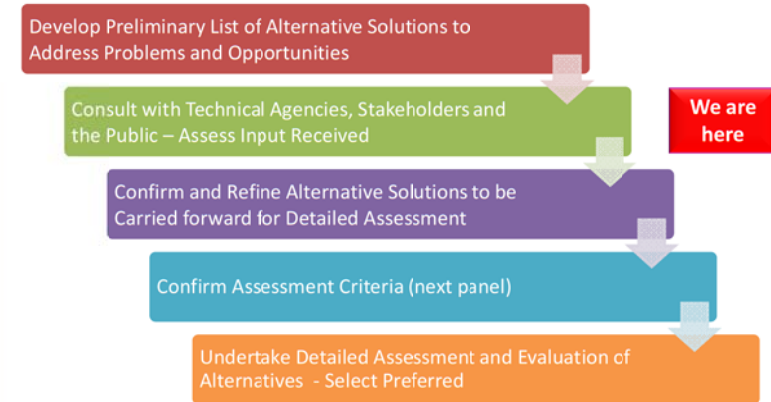 Develop Preliminary List of Alternative Solutions to
Address Problems and Opportunities
Consult with Technical Agencies, Stakeholders and
the Public – Assess Input Received
We are
here
Confirm and Refine Alternative Solutions to be
Carried forward for Detailed Assessment
Confirm Assessment Criteria (next panel)
Undertake Detailed Assessment and Evaluation of
Alternatives - Select Preferred